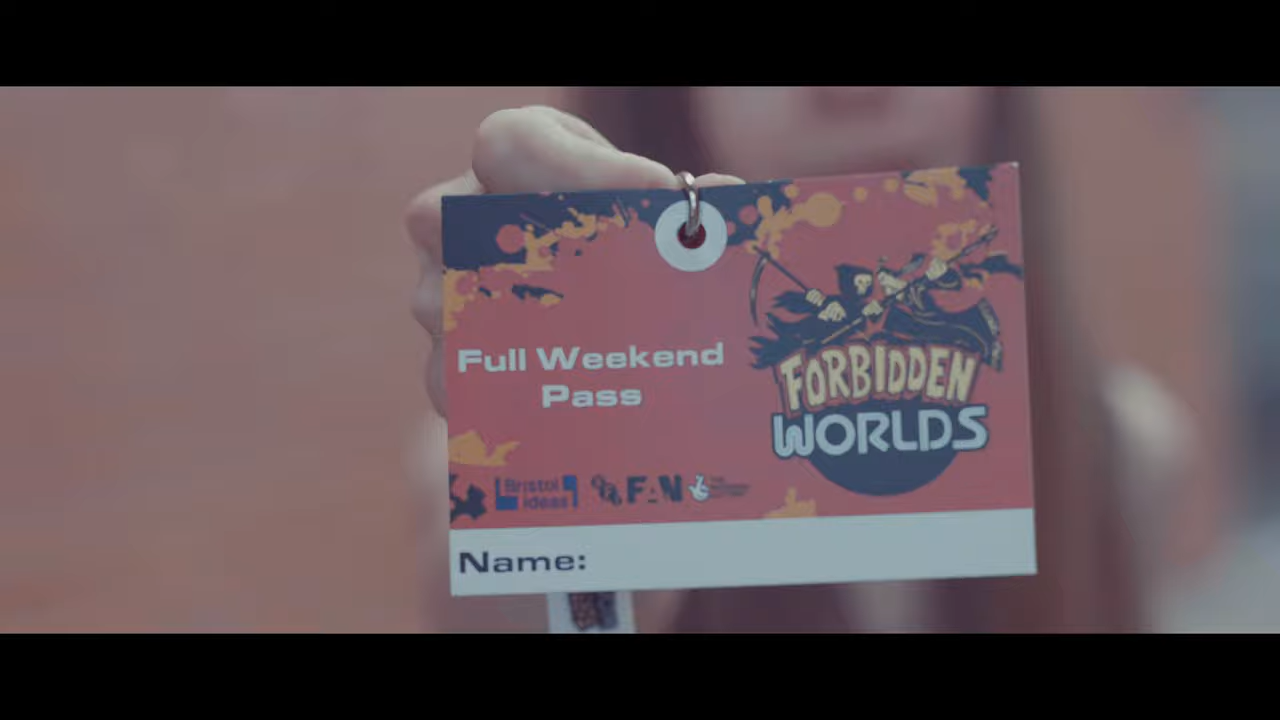 Full Weekend
Pass
FORBIDDEN
WORLDS
Bristol
Ideas
FAN
Name: